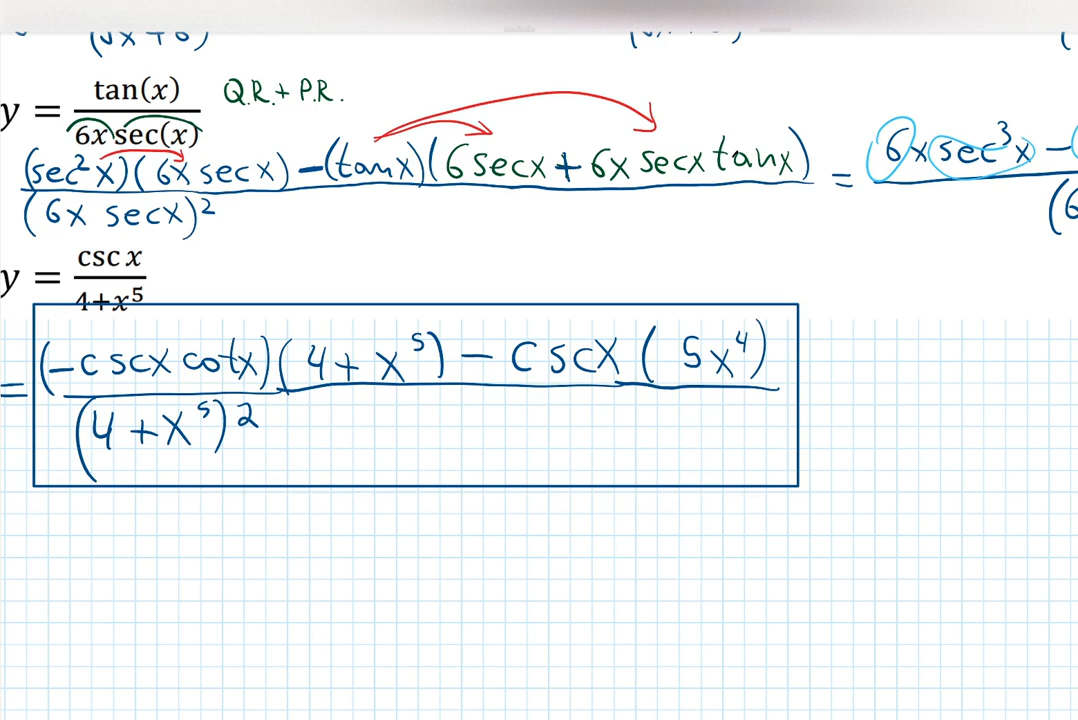 y = tan(x) / 6x sec(x) Q.R. + P.R.
(sec² x)(6x secx) − (tanx)(6 secx + 6x secx tanx) / (6x secx)² = 6x sec³x −
y = csc x / 4+x⁵
= (−cscx cotx)(4 + x⁵) − cscx (5x⁴) / (4 + x⁵)²